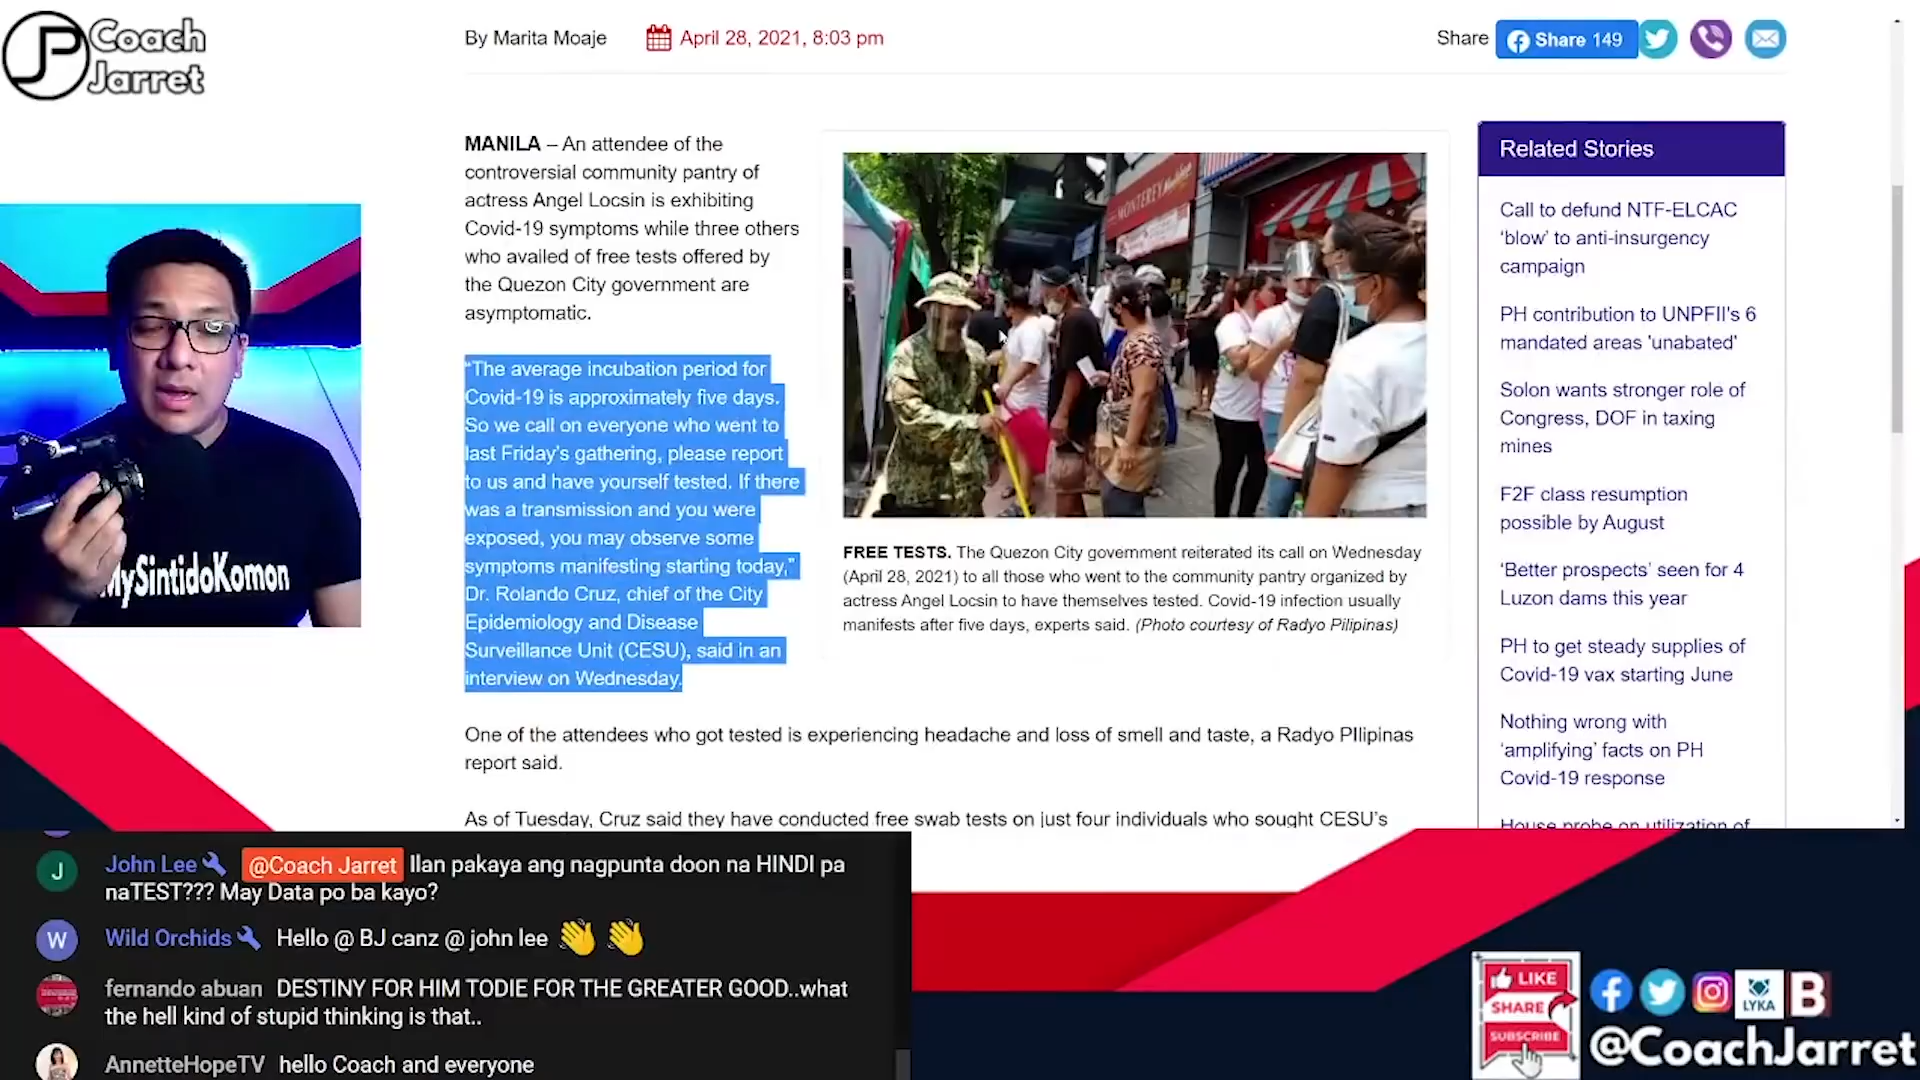 Coach
Jarret
By Marita Moaje
April 28, 2021, 8:03 pm
Share
Share 149
MANILA – An attendee of the
controversial community pantry of
actress Angel Locsin is exhibiting
Covid-19 symptoms while three others
who availed of free tests offered by
the Quezon City government are
asymptomatic.
“The average incubation period for
Covid-19 is approximately five days.
So we call on everyone who went to
last Friday’s gathering, please report
to us and have yourself tested. If there
was a transmission and you were
exposed, you may observe some
symptoms manifesting starting today,”
Dr. Rolando Cruz, chief of the City
Epidemiology and Disease
Surveillance Unit (CESU), said in an
interview on Wednesday.
MONTEREY
FREE TESTS. The Quezon City government reiterated its call on Wednesday
(April 28, 2021) to all those who went to the community pantry organized by
actress Angel Locsin to have themselves tested. Covid-19 infection usually
manifests after five days, experts said. (Photo courtesy of Radyo Pilipinas)
One of the attendees who got tested is experiencing headache and loss of smell and taste, a Radyo PIlipinas
report said.
As of Tuesday, Cruz said they have conducted free swab tests on just four individuals who sought CESU’s
Related Stories
Call to defund NTF-ELCAC
‘blow’ to anti-insurgency
campaign
PH contribution to UNPFII's 6
mandated areas 'unabated’
Solon wants stronger role of
Congress, DOF in taxing
mines
F2F class resumption
possible by August
‘Better prospects’ seen for 4
Luzon dams this year
PH to get steady supplies of
Covid-19 vax starting June
Nothing wrong with
‘amplifying’ facts on PH
Covid-19 response
House probe on utilization of
MySintidoKomon
J John Lee @Coach Jarret Ilan pakaya ang nagpunta doon na HINDI pa
naTEST??? May Data po ba kayo?
W Wild Orchids Hello @ BJ canz @ john lee 👋 👋
fernando abuan DESTINY FOR HIM TODIE FOR THE GREATER GOOD..what
the hell kind of stupid thinking is that..
AnnetteHopeTV hello Coach and everyone
LIKE
SHARE
SUBSCRIBE
LYKA
B
@CoachJarret